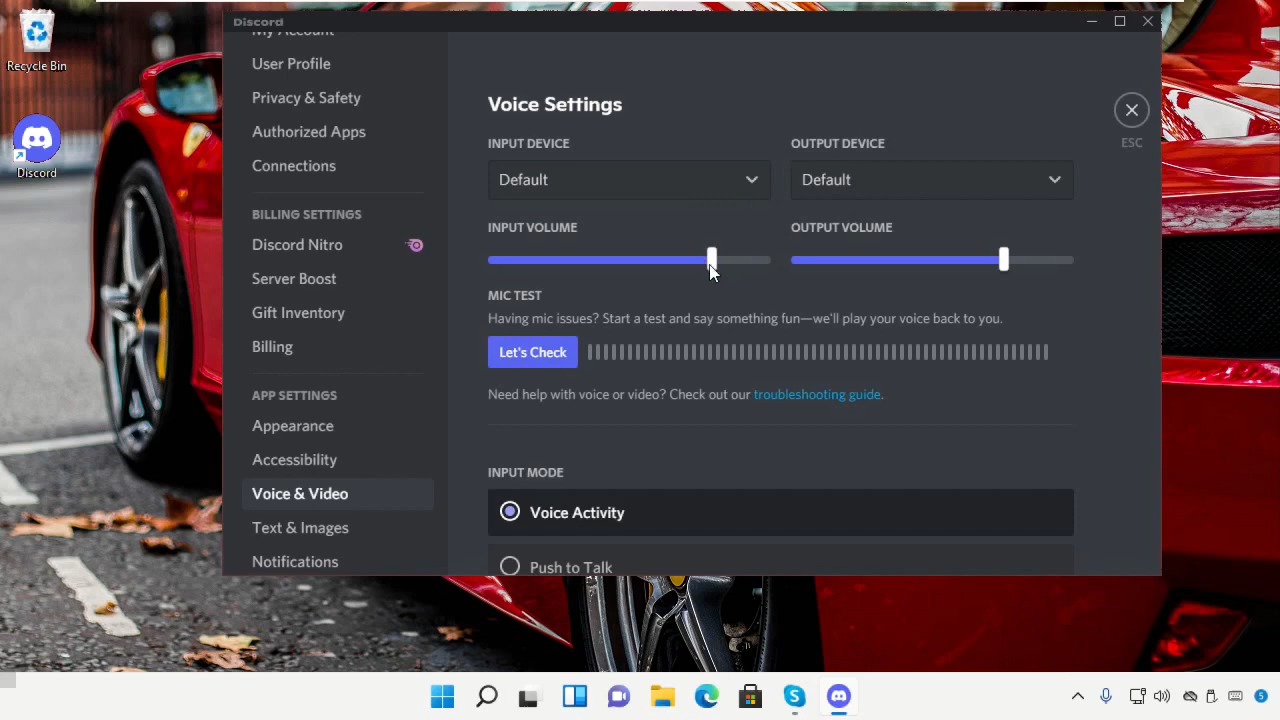 Discord
Recycle Bin
Discord
My Account
User Profile
Privacy & Safety
Authorized Apps
Connections
BILLING SETTINGS
Discord Nitro
Server Boost
Gift Inventory
Billing
APP SETTINGS
Appearance
Accessibility
Voice & Video
Text & Images
Notifications
Voice Settings
ESC
INPUT DEVICE
OUTPUT DEVICE
Default
Default
INPUT VOLUME
OUTPUT VOLUME
MIC TEST
Having mic issues? Start a test and say something fun—we'll play your voice back to you.
Let's Check
Need help with voice or video? Check out our troubleshooting guide.
INPUT MODE
Voice Activity
Push to Talk
S
5